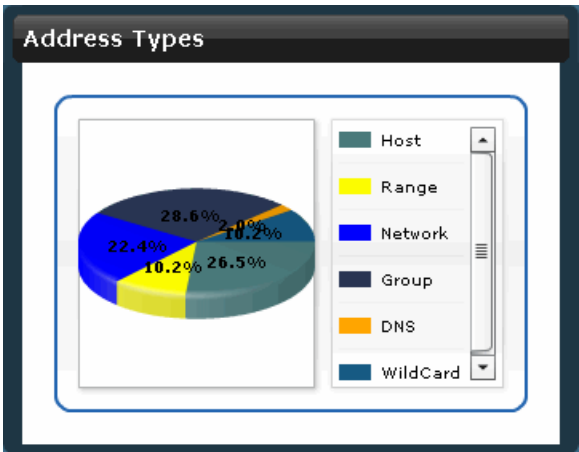 Address Types
28.6%
2.0%
10.2%
22.4%
10.2%
26.5%
Host
Range
Network
Group
DNS
WildCard